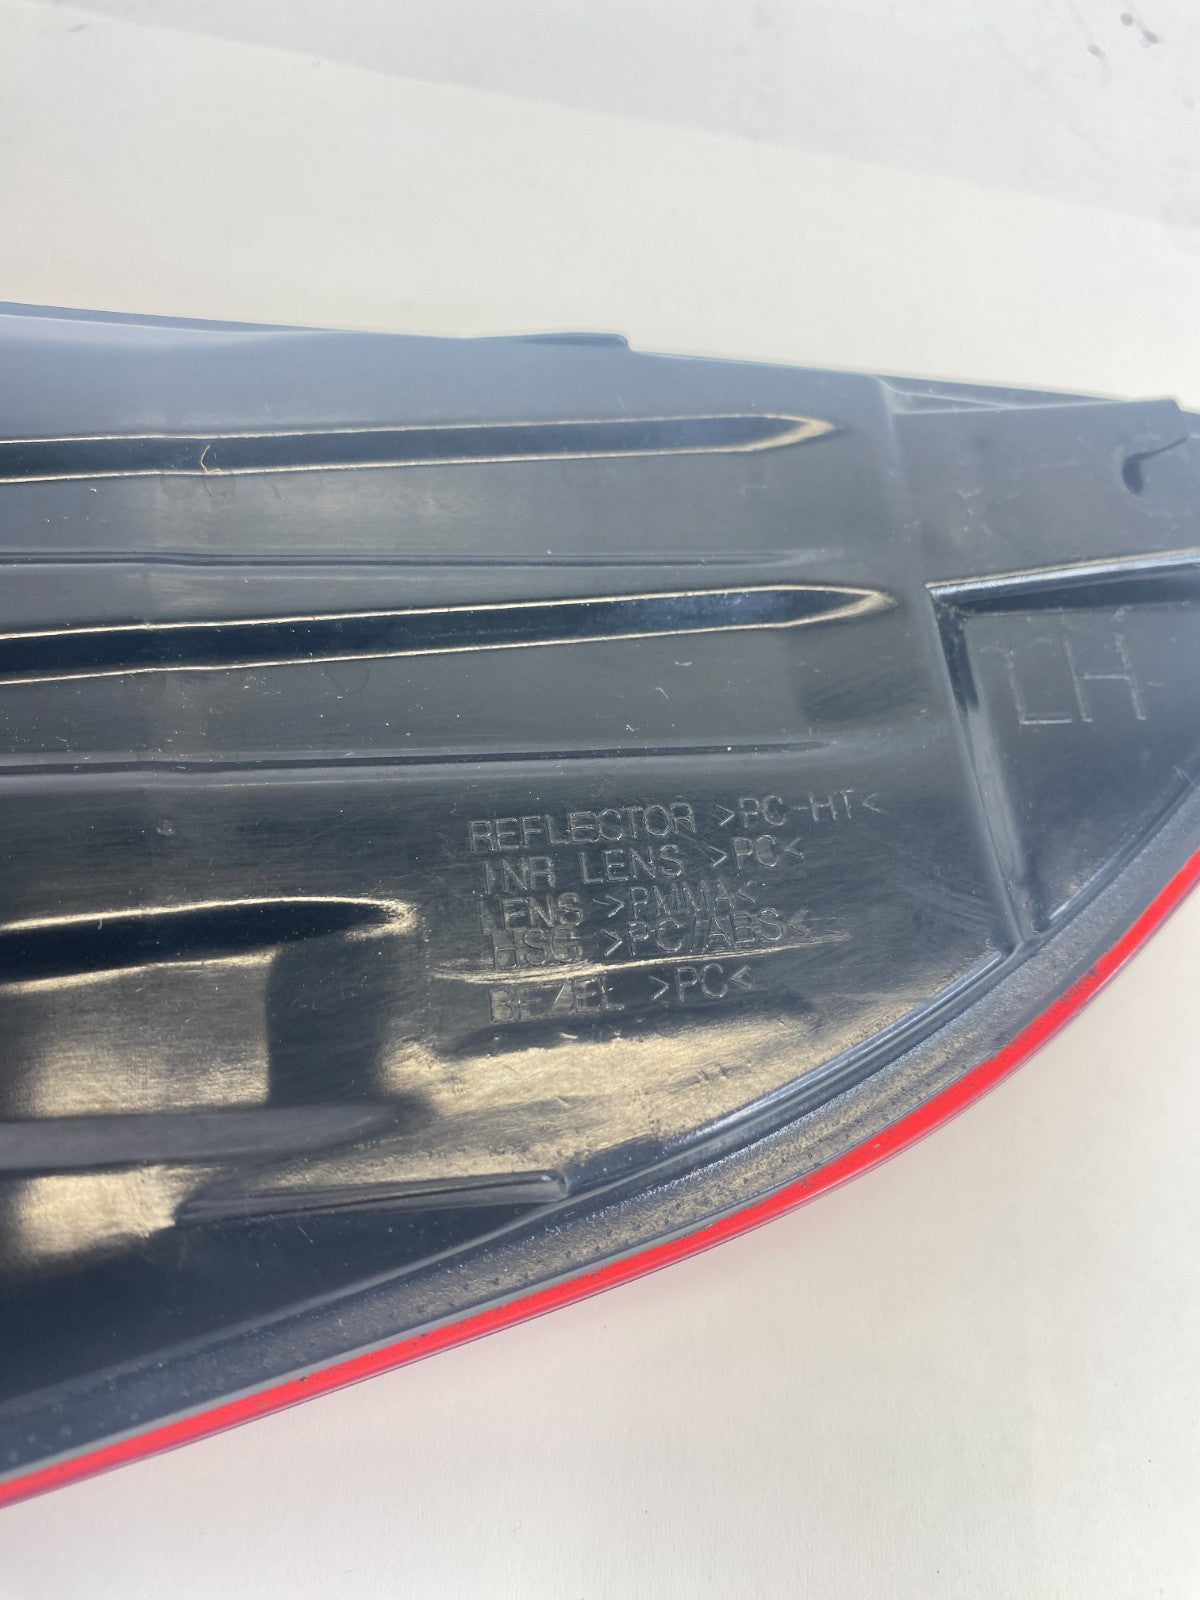 LH
REFLECTOR >PC-HT<
INR LENS >PC<
LENS >PMMA<
HSG >PC/ABS<
BEZEL >PC<